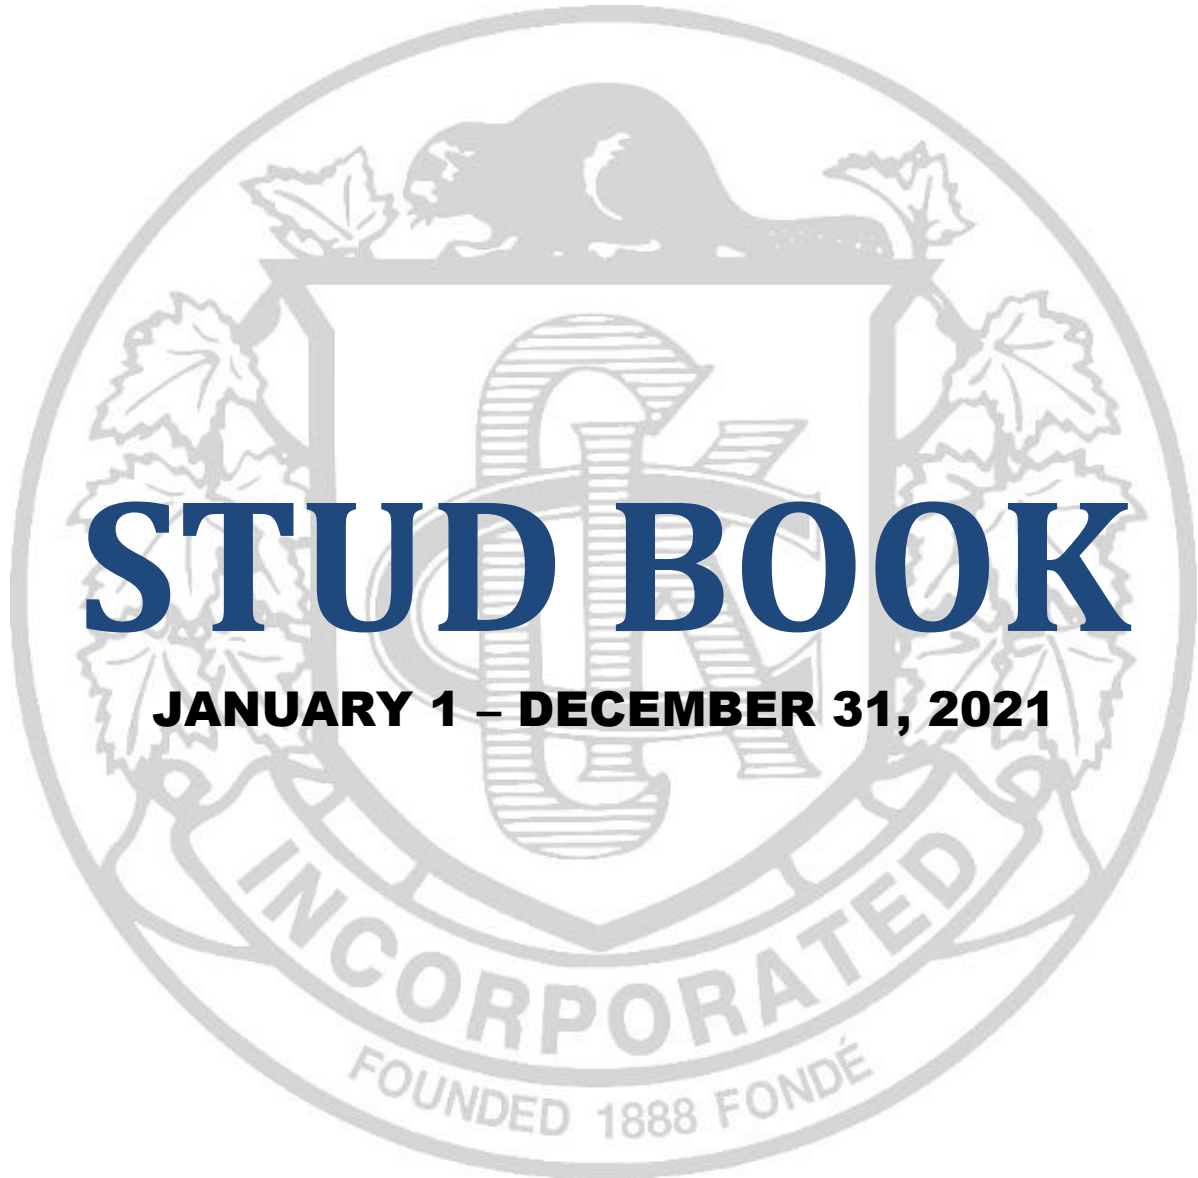 CKC
STUD BOOK
JANUARY 1 – DECEMBER 31, 2021
INCORPORATED
FOUNDED 1888 FONDÉ